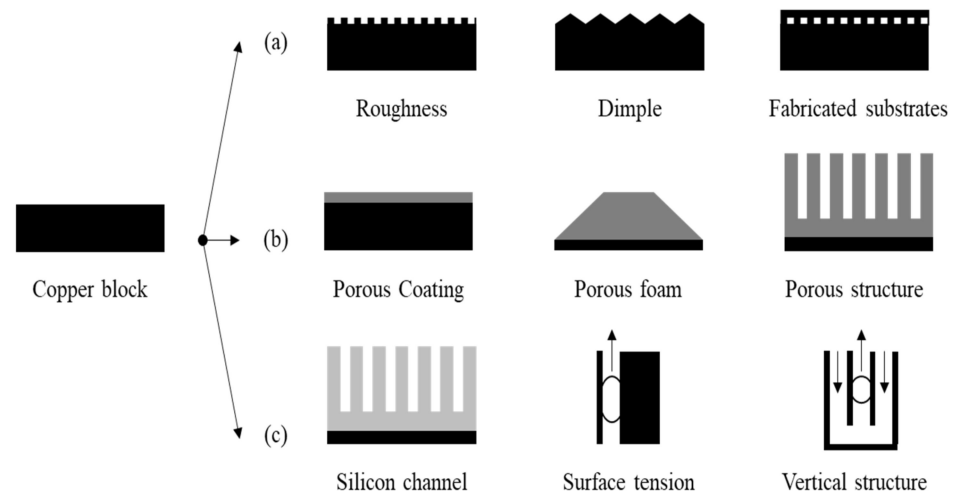 (a)
Roughness
Dimple
Fabricated substrates
Copper block
(b)
Porous Coating
Porous foam
Porous structure
(c)
Silicon channel
Surface tension
Vertical structure